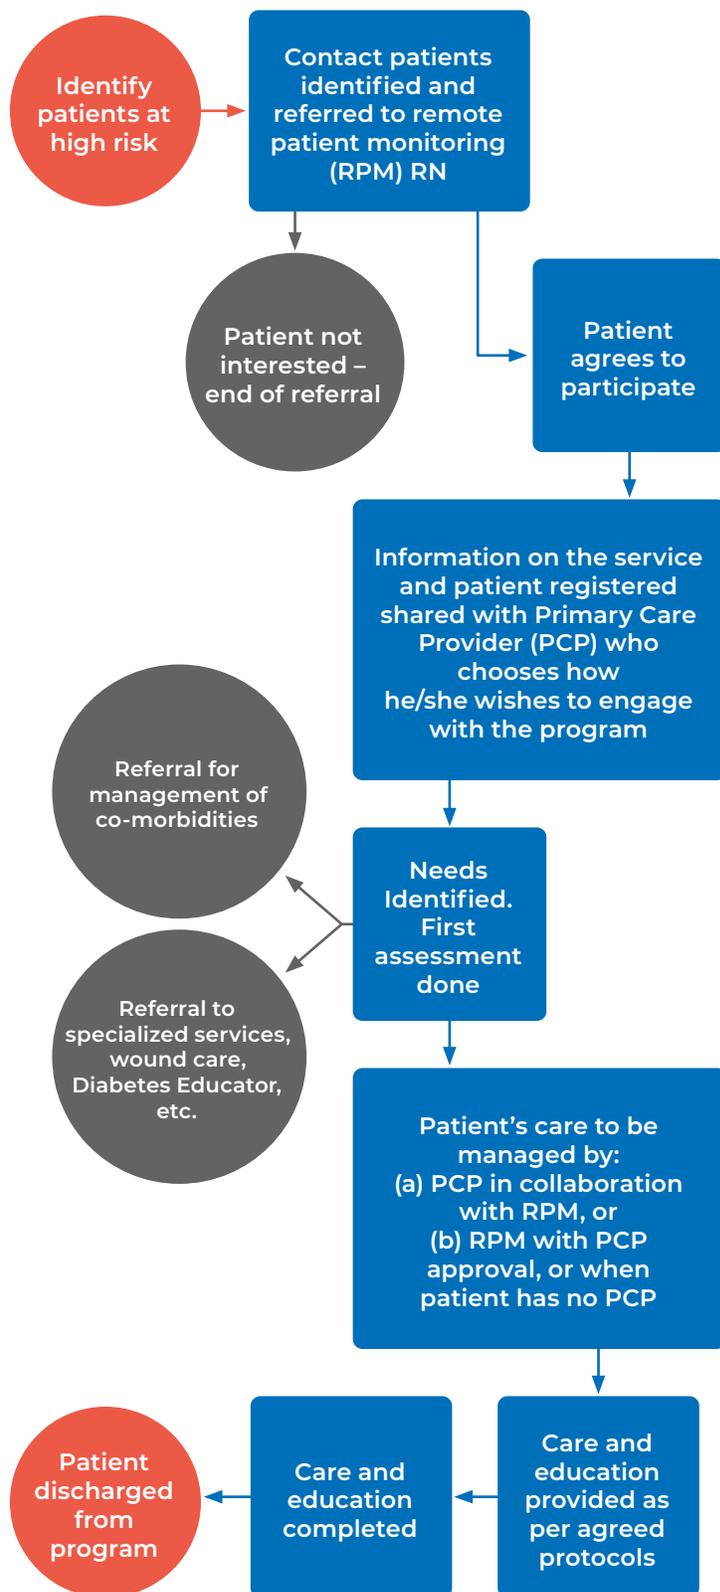 Identify
patients at
high risk
Contact patients
identified and
referred to remote
patient monitoring
(RPM) RN
Patient not
interested –
end of referral
Patient
agrees to
participate
Information on the service
and patient registered
shared with Primary Care
Provider (PCP) who
chooses how
he/she wishes to engage
with the program
Referral for
management of
co-morbidities
Needs
Identified.
First
assessment
done
Referral to
specialized services,
wound care,
Diabetes Educator,
etc.
Patient’s care to be
managed by:
(a) PCP in collaboration
with RPM, or
(b) RPM with PCP
approval, or when
patient has no PCP
Care and
education
provided as
per agreed
protocols
Care and
education
completed
Patient
discharged
from
program